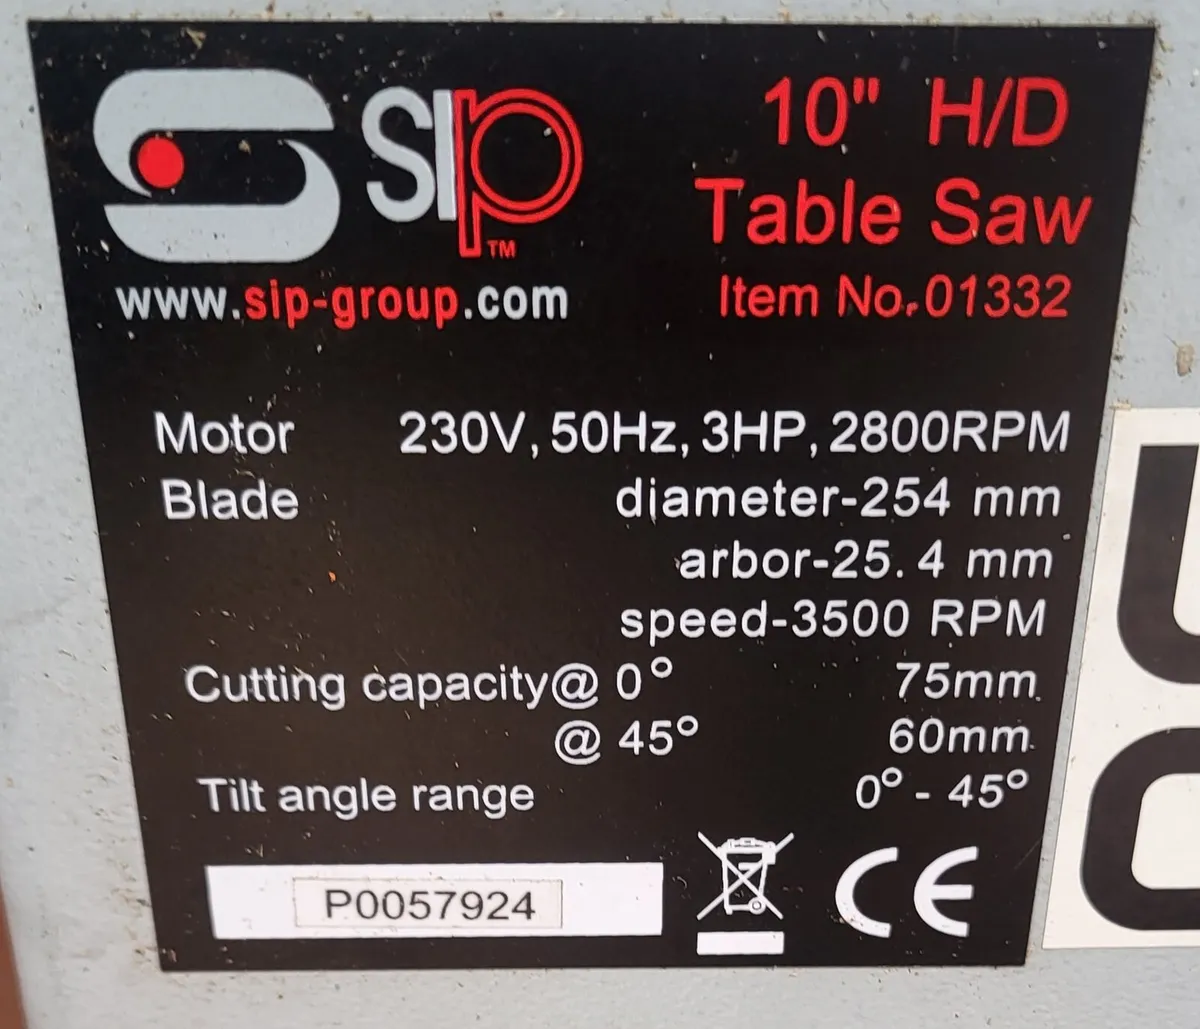 sip™
www.sip-group.com
10" H/D
Table Saw
Item No.01332
Motor 230V, 50Hz, 3HP, 2800RPM
Blade diameter-254 mm
arbor-25.4 mm
speed-3500 RPM
Cutting capacity@ 0° 75mm
@ 45° 60mm
Tilt angle range 0° - 45°
P0057924
CE